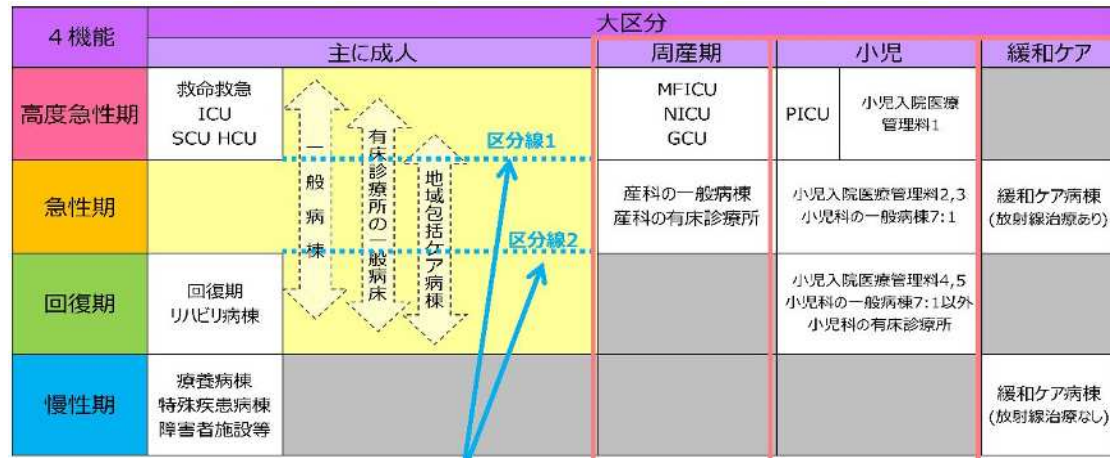 4機能
大区分
主に成人
周産期
小児
緩和ケア
高度急性期
救命救急
ICU
SCU HCU
一般病棟
有床診療所の一般病床
地域包括ケア病棟
区分線1
MFICU
NICU
GCU
PICU
小児入院医療
管理料1
急性期
区分線2
産科の一般病棟
産科の有床診療所
小児入院医療管理料2,3
小児科の一般病棟7:1
緩和ケア病棟
(放射線治療あり)
回復期
回復期
リハビリ病棟
小児入院医療管理料4,5
小児科の一般病棟7:1以外
小児科の有床診療所
慢性期
療養病棟
特殊疾患病棟
障害者施設等
緩和ケア病棟
(放射線治療なし)